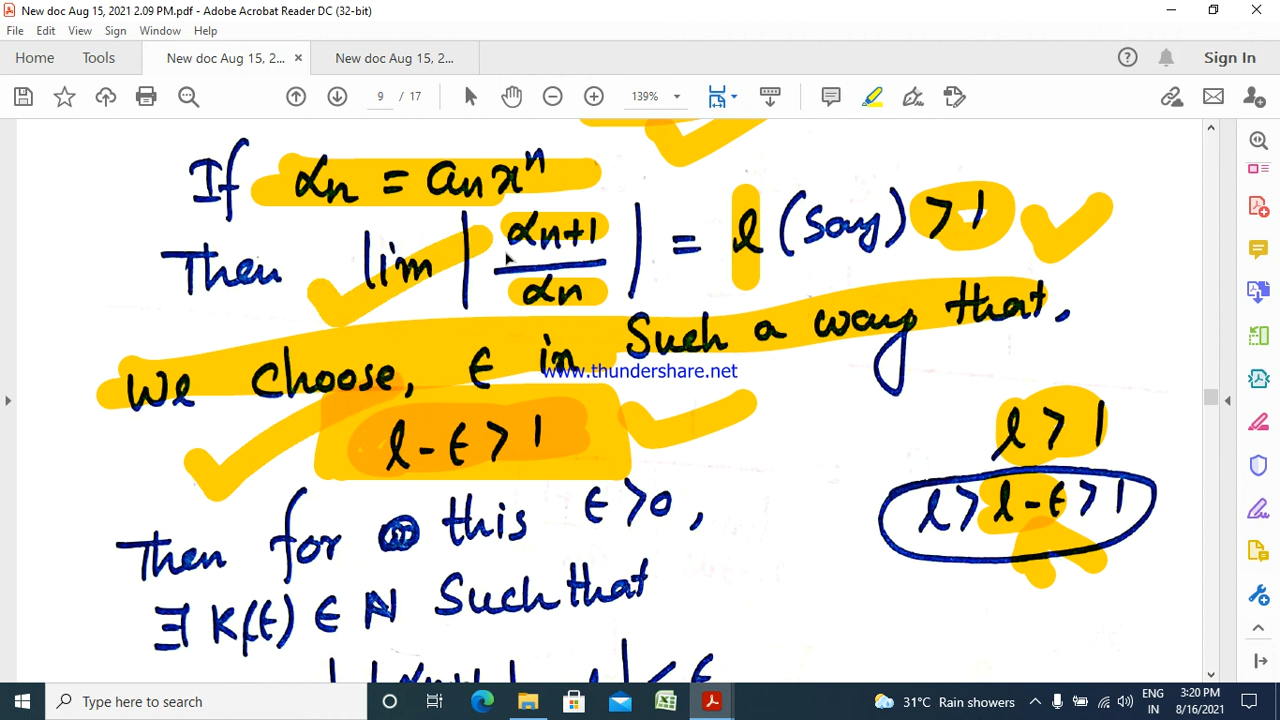 New doc Aug 15, 2021 2.09 PM.pdf - Adobe Acrobat Reader DC (32-bit)
File Edit View Sign Window Help
Home Tools New doc Aug 15, 2... × New doc Aug 15, 2... Sign In
9 / 17 139%
If αn = anxⁿ
Then lim |αn+1 / αn| = l (say) > 1
We choose, ϵ in Such a way that,
www.thundershare.net
l - ϵ > 1
l > 1
l > l - ϵ > 1
Then for this ϵ > 0,
∃ K(ϵ) ∈ ℕ Such that
Type here to search
31°C Rain showers
ENG
IN
3:20 PM
8/16/2021